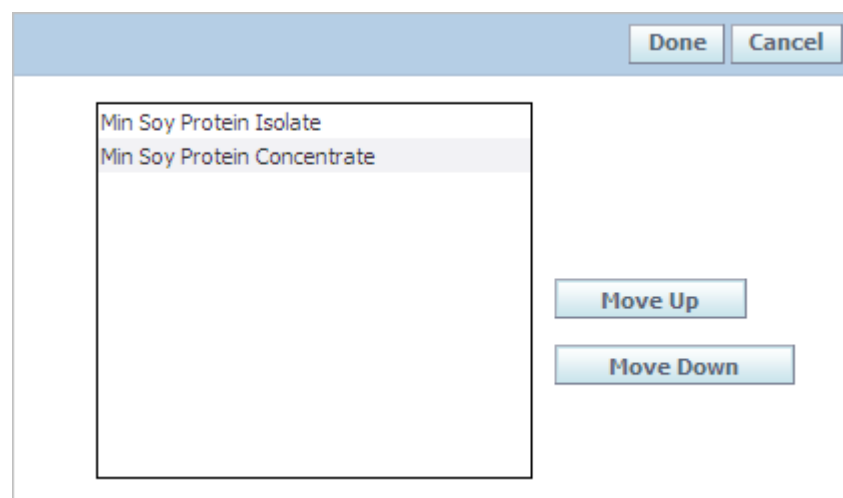 Done Cancel
Min Soy Protein Isolate
Min Soy Protein Concentrate
Move Up
Move Down